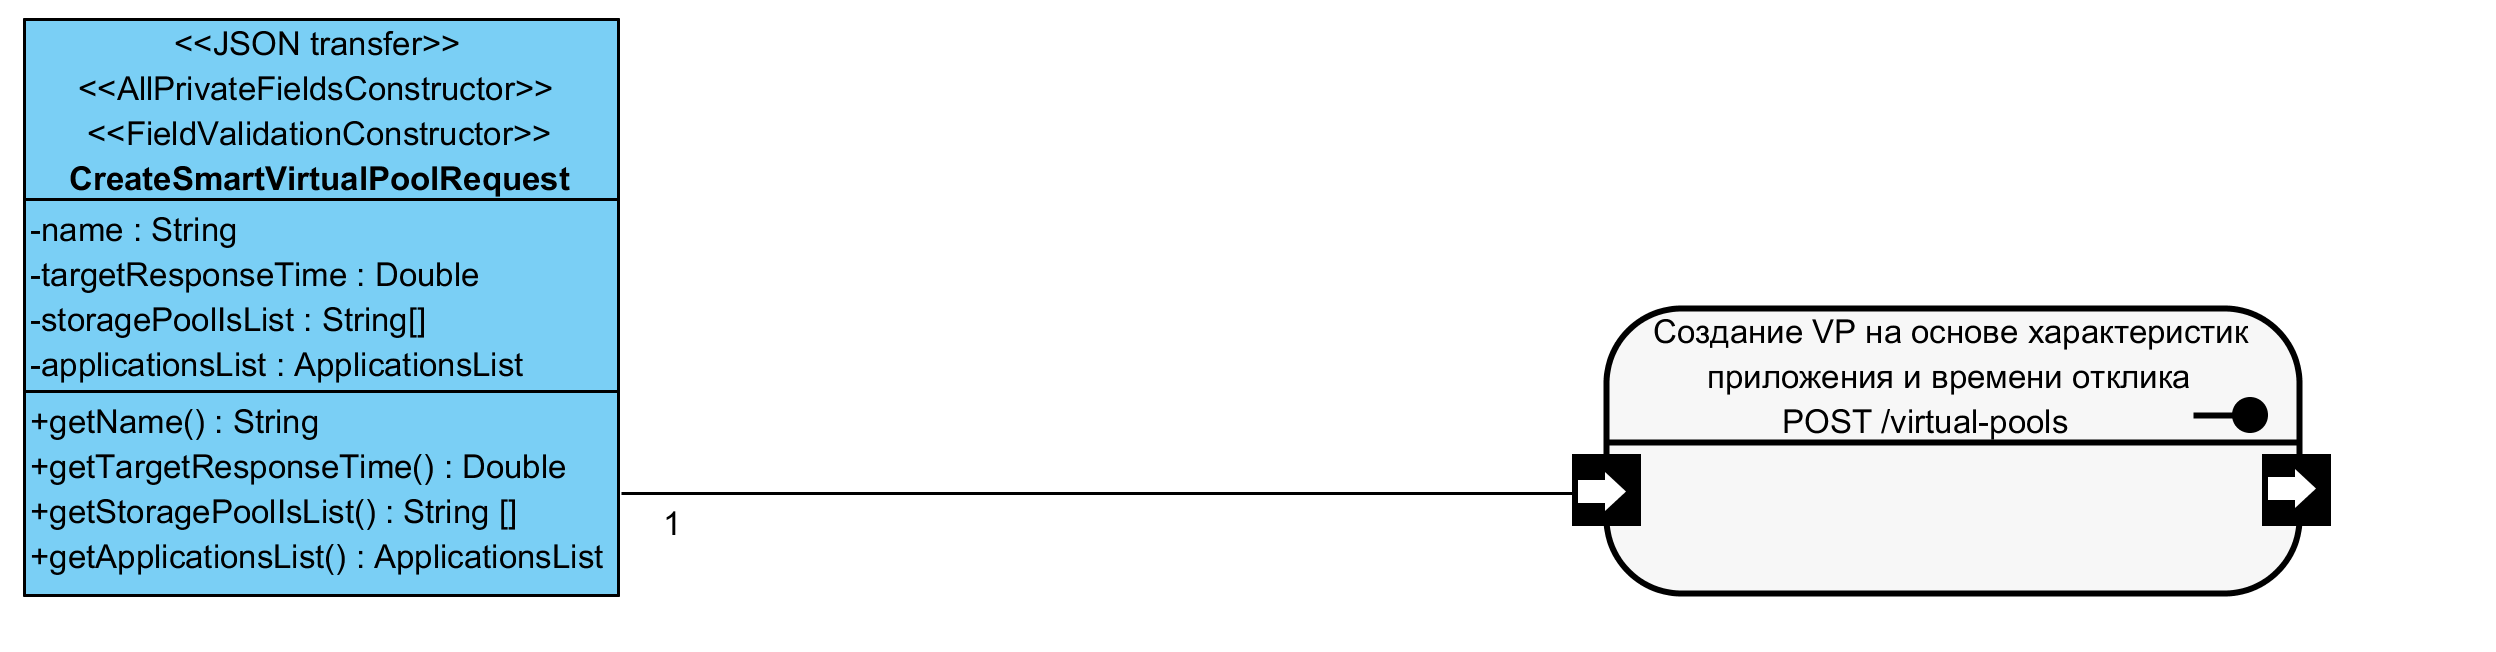 <<JSON transfer>>
<<AllPrivateFieldsConstructor>>
<<FieldValidationConstructor>>
CreateSmartVirtualPoolRequest
-name : String
-targetResponseTime : Double
-storagePoolIsList : String[]
-applicationsList : ApplicationsList
+getName() : String
+getTargetResponseTime() : Double
+getStoragePoolIsList() : String []
+getApplicationsList() : ApplicationsList
1
Создание VP на основе характеристик
приложения и времени отклика
POST /virtual-pools